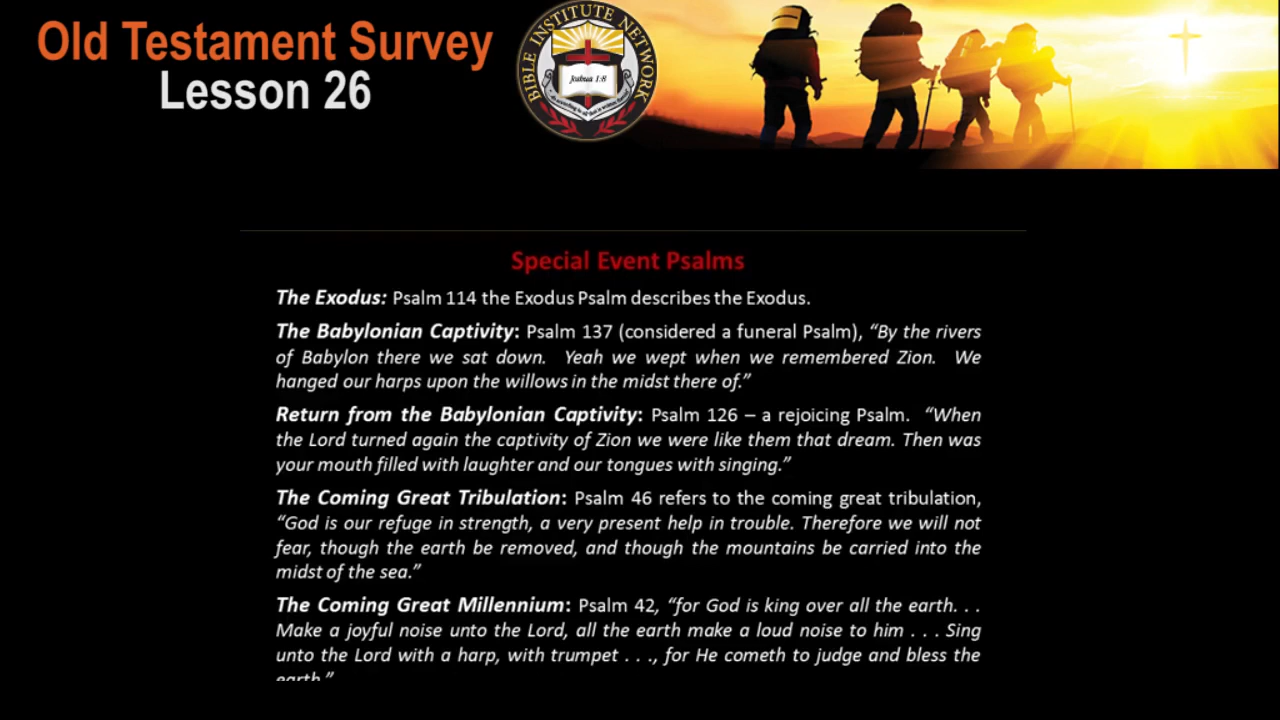 Old Testament Survey
Lesson 26
BIBLE INSTITUTE NETWORK
Joshua 1:8
Special Event Psalms
The Exodus: Psalm 114 the Exodus Psalm describes the Exodus.
The Babylonian Captivity: Psalm 137 (considered a funeral Psalm), “By the rivers
of Babylon there we sat down. Yeah we wept when we remembered Zion. We
hanged our harps upon the willows in the midst there of.”
Return from the Babylonian Captivity: Psalm 126 – a rejoicing Psalm. “When
the Lord turned again the captivity of Zion we were like them that dream. Then was
your mouth filled with laughter and our tongues with singing.”
The Coming Great Tribulation: Psalm 46 refers to the coming great tribulation,
“God is our refuge in strength, a very present help in trouble. Therefore we will not
fear, though the earth be removed, and though the mountains be carried into the
midst of the sea.”
The Coming Great Millennium: Psalm 42, “for God is king over all the earth. . .
Make a joyful noise unto the Lord, all the earth make a loud noise to him . . . Sing
unto the Lord with a harp, with trumpet . . ., for He cometh to judge and bless the
earth.”